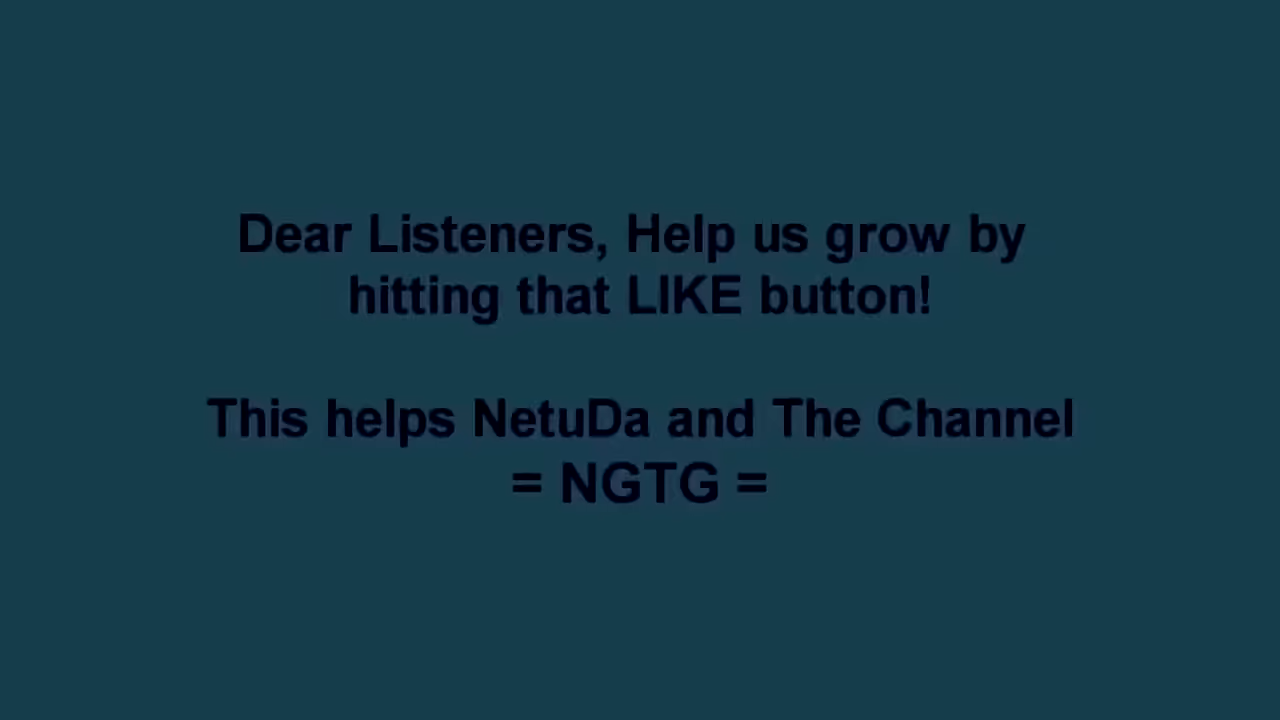 Dear Listeners, Help us grow by
hitting that LIKE button!
This helps NetuDa and The Channel
= NGTG =